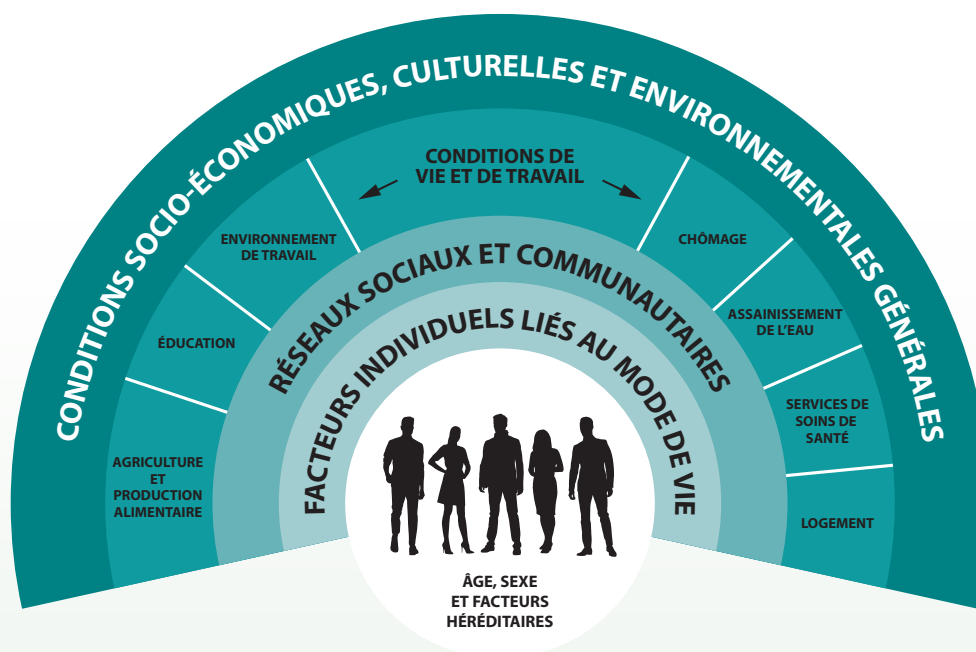 CONDITIONS SOCIO-ÉCONOMIQUES, CULTURELLES ET ENVIRONNEMENTALES GÉNÉRALES
CONDITIONS DE
VIE ET DE TRAVAIL
AGRICULTURE
ET
PRODUCTION
ALIMENTAIRE
ÉDUCATION
ENVIRONNEMENT
DE TRAVAIL
CHÔMAGE
ASSAINISSEMENT
DE L’EAU
SERVICES DE
SOINS DE
SANTÉ
LOGEMENT
RÉSEAUX SOCIAUX ET COMMUNAUTAIRES
FACTEURS INDIVIDUELS LIÉS AU MODE DE VIE
ÂGE, SEXE
ET FACTEURS
HÉRÉDITAIRES